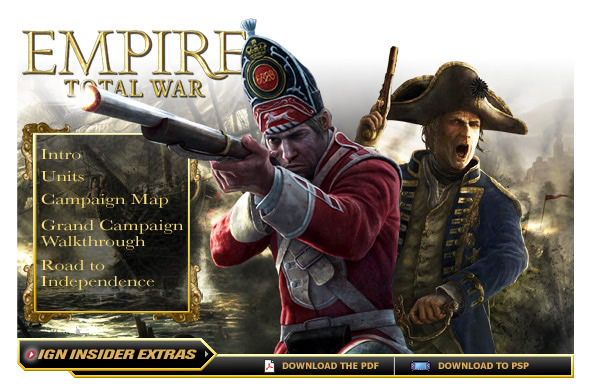 EMPIRE
TOTAL WAR
Intro
Units
Campaign Map
Grand Campaign
Walkthrough
Road to
Independence
IGN INSIDER EXTRAS
DOWNLOAD THE PDF
DOWNLOAD TO PSP